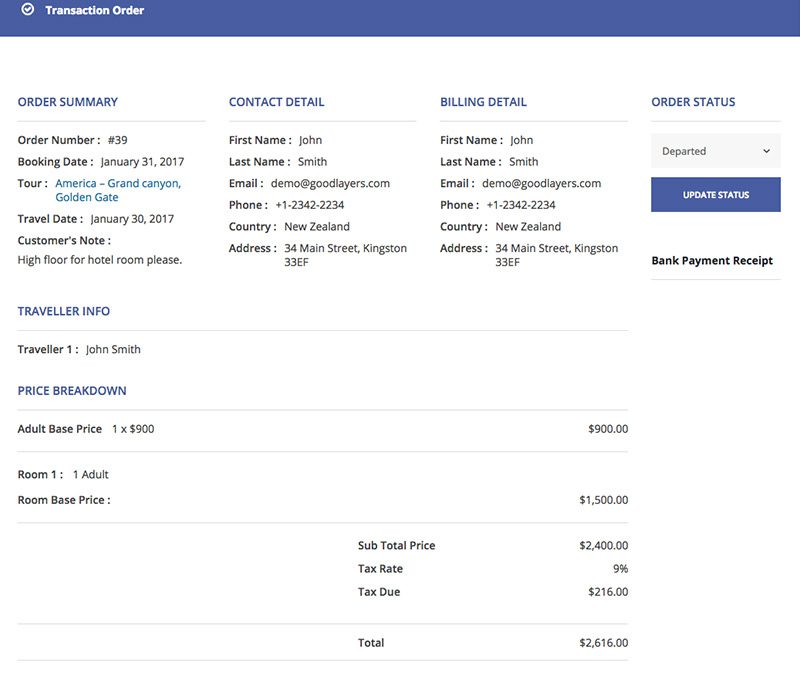 Transaction Order
ORDER SUMMARY
Order Number : #39
Booking Date : January 31, 2017
Tour : America – Grand canyon,
Golden Gate
Travel Date : January 30, 2017
Customer's Note :
High floor for hotel room please.
CONTACT DETAIL
First Name : John
Last Name : Smith
Email : demo@goodlayers.com
Phone : +1-2342-2234
Country : New Zealand
Address : 34 Main Street, Kingston
33EF
BILLING DETAIL
First Name : John
Last Name : Smith
Email : demo@goodlayers.com
Phone : +1-2342-2234
Country : New Zealand
Address : 34 Main Street, Kingston
33EF
ORDER STATUS
Departed
UPDATE STATUS
Bank Payment Receipt
TRAVELLER INFO
Traveller 1 : John Smith
PRICE BREAKDOWN
Adult Base Price 1 x $900 $900.00
Room 1 : 1 Adult
Room Base Price : $1,500.00
Sub Total Price $2,400.00
Tax Rate 9%
Tax Due $216.00
Total $2,616.00